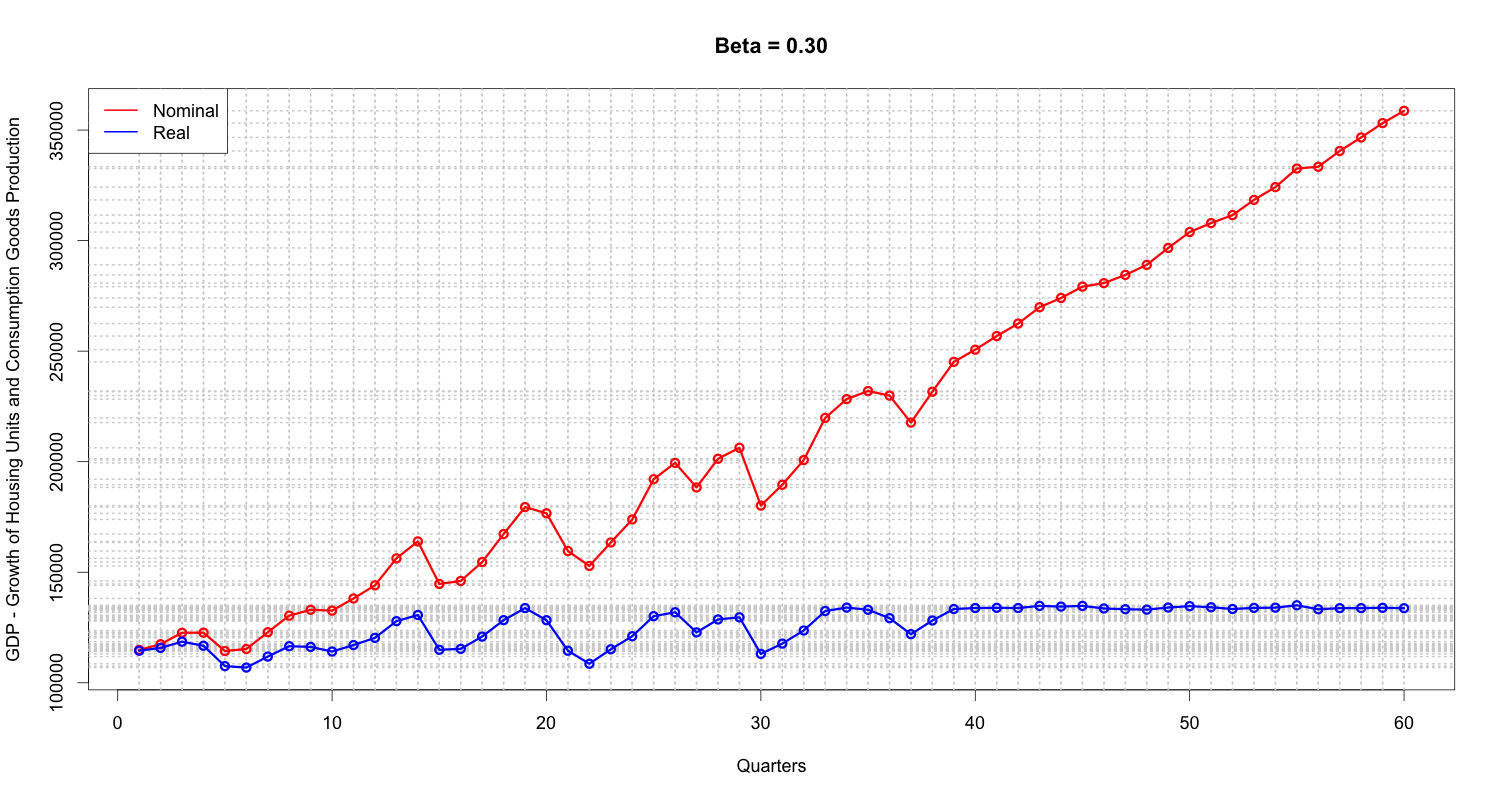 Beta = 0.30
Nominal
Real
GDP - Growth of Housing Units and Consumption Goods Production
350000
300000
250000
200000
150000
100000
0 10 20 30 40 50 60
Quarters